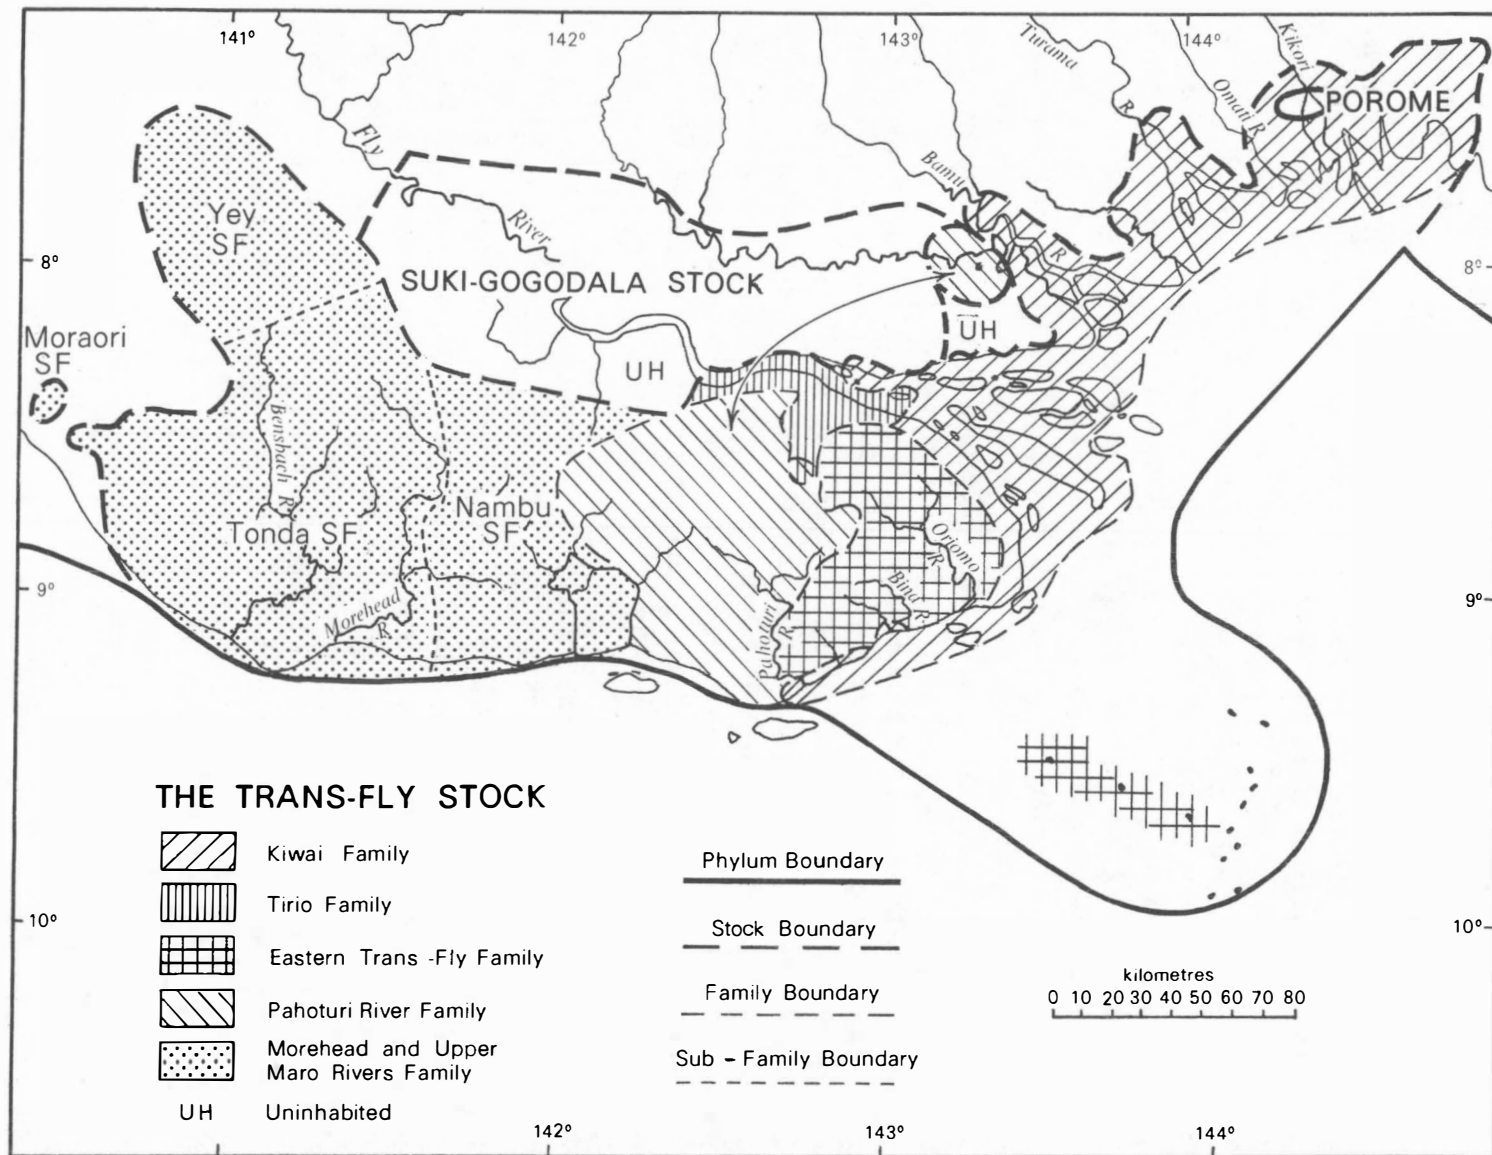 141°
142°
143°
144°
Turama
R
Omati R
Kikori
POROME
Fly
River
Bamu
R
Yey
SF
8°
8°
SUKI-GOGODALA STOCK
UH
Moraori
SF
UH
Bensbach R
Tonda SF
Nambu
SF
Oriomo
R
Bina
R
9°
9°
Morehead
R
Pahoturi
R
THE TRANS-FLY STOCK
Kiwai Family
Tirio Family
Eastern Trans -Fly Family
Pahoturi River Family
Morehead and Upper
Maro Rivers Family
UH Uninhabited
Phylum Boundary
Stock Boundary
Family Boundary
Sub - Family Boundary
10°
10°
kilometres
0 10 20 30 40 50 60 70 80
142°
143°
144°